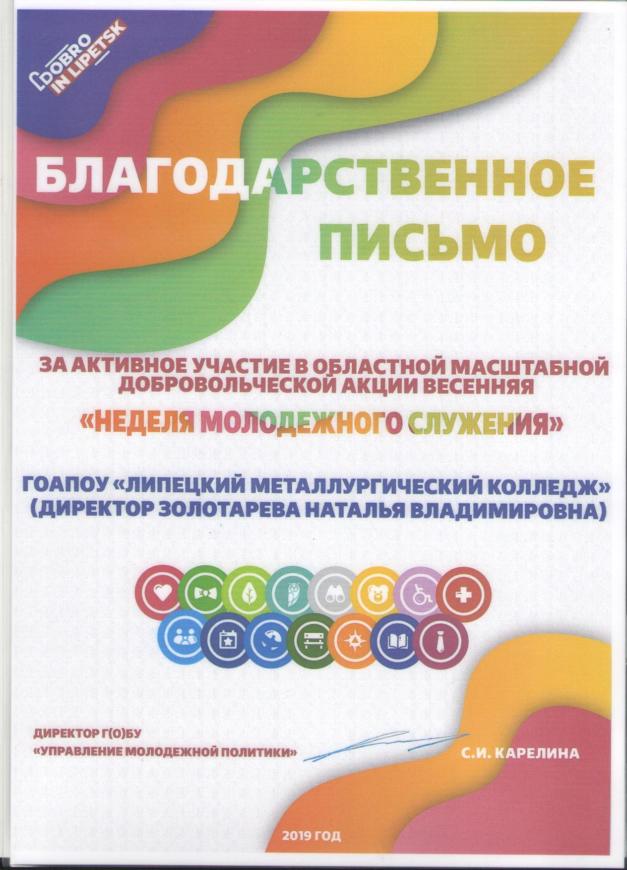 DOBRO
IN LIPETSK
БЛАГОДАРСТВЕННОЕ
ПИСЬМО
ЗА АКТИВНОЕ УЧАСТИЕ В ОБЛАСТНОЙ МАСШТАБНОЙ
ДОБРОВОЛЬЧЕСКОЙ АКЦИИ ВЕСЕННЯЯ
«НЕДЕЛЯ МОЛОДЕЖНОГО СЛУЖЕНИЯ»
ГОАПОУ «ЛИПЕЦКИЙ МЕТАЛЛУРГИЧЕСКИЙ КОЛЛЕДЖ»
(ДИРЕКТОР ЗОЛОТАРЕВА НАТАЛЬЯ ВЛАДИМИРОВНА)
ДИРЕКТОР Г(О)БУ
«УПРАВЛЕНИЕ МОЛОДЕЖНОЙ ПОЛИТИКИ»
С.И. КАРЕЛИНА
2019 ГОД